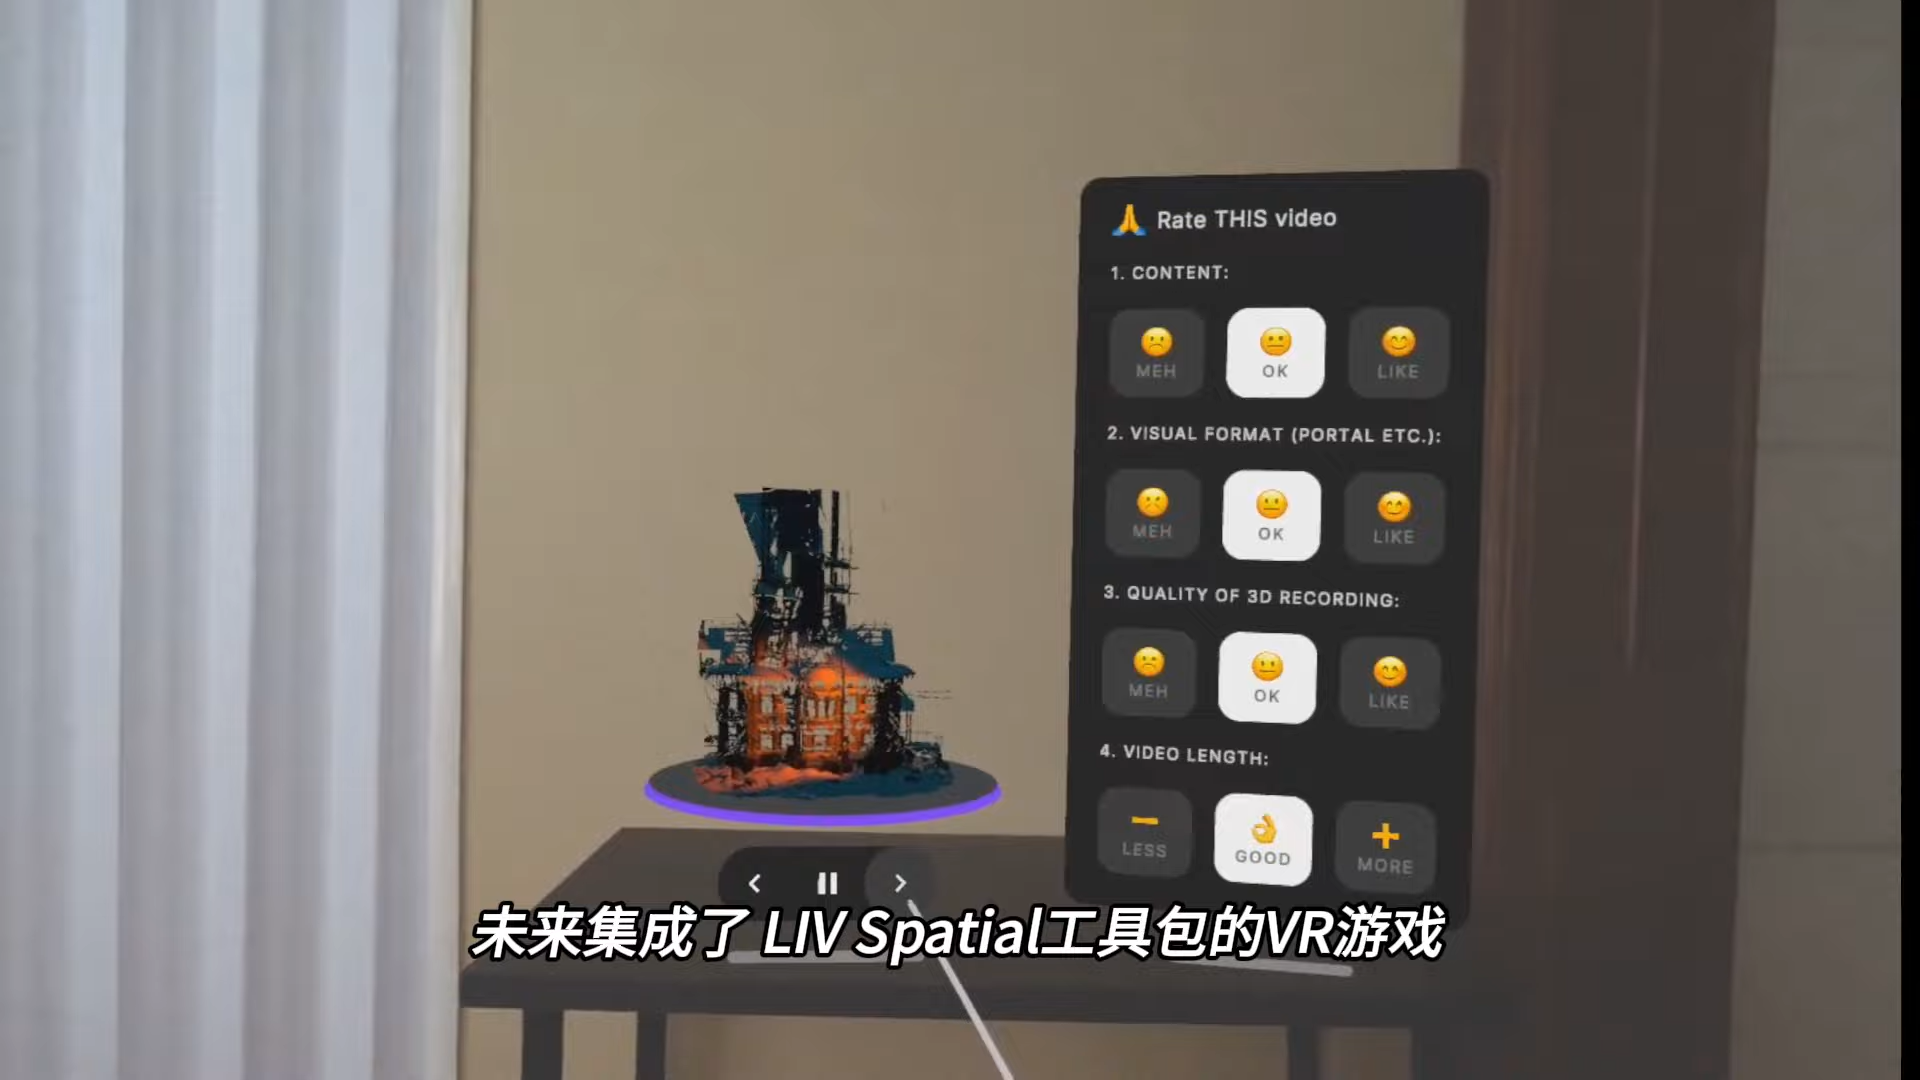 Rate THIS video
1. CONTENT:
MEH OK LIKE
2. VISUAL FORMAT (PORTAL ETC.):
MEH OK LIKE
3. QUALITY OF 3D RECORDING:
MEH OK LIKE
4. VIDEO LENGTH:
LESS GOOD MORE
未来集成了 LIV Spatial工具包的VR游戏